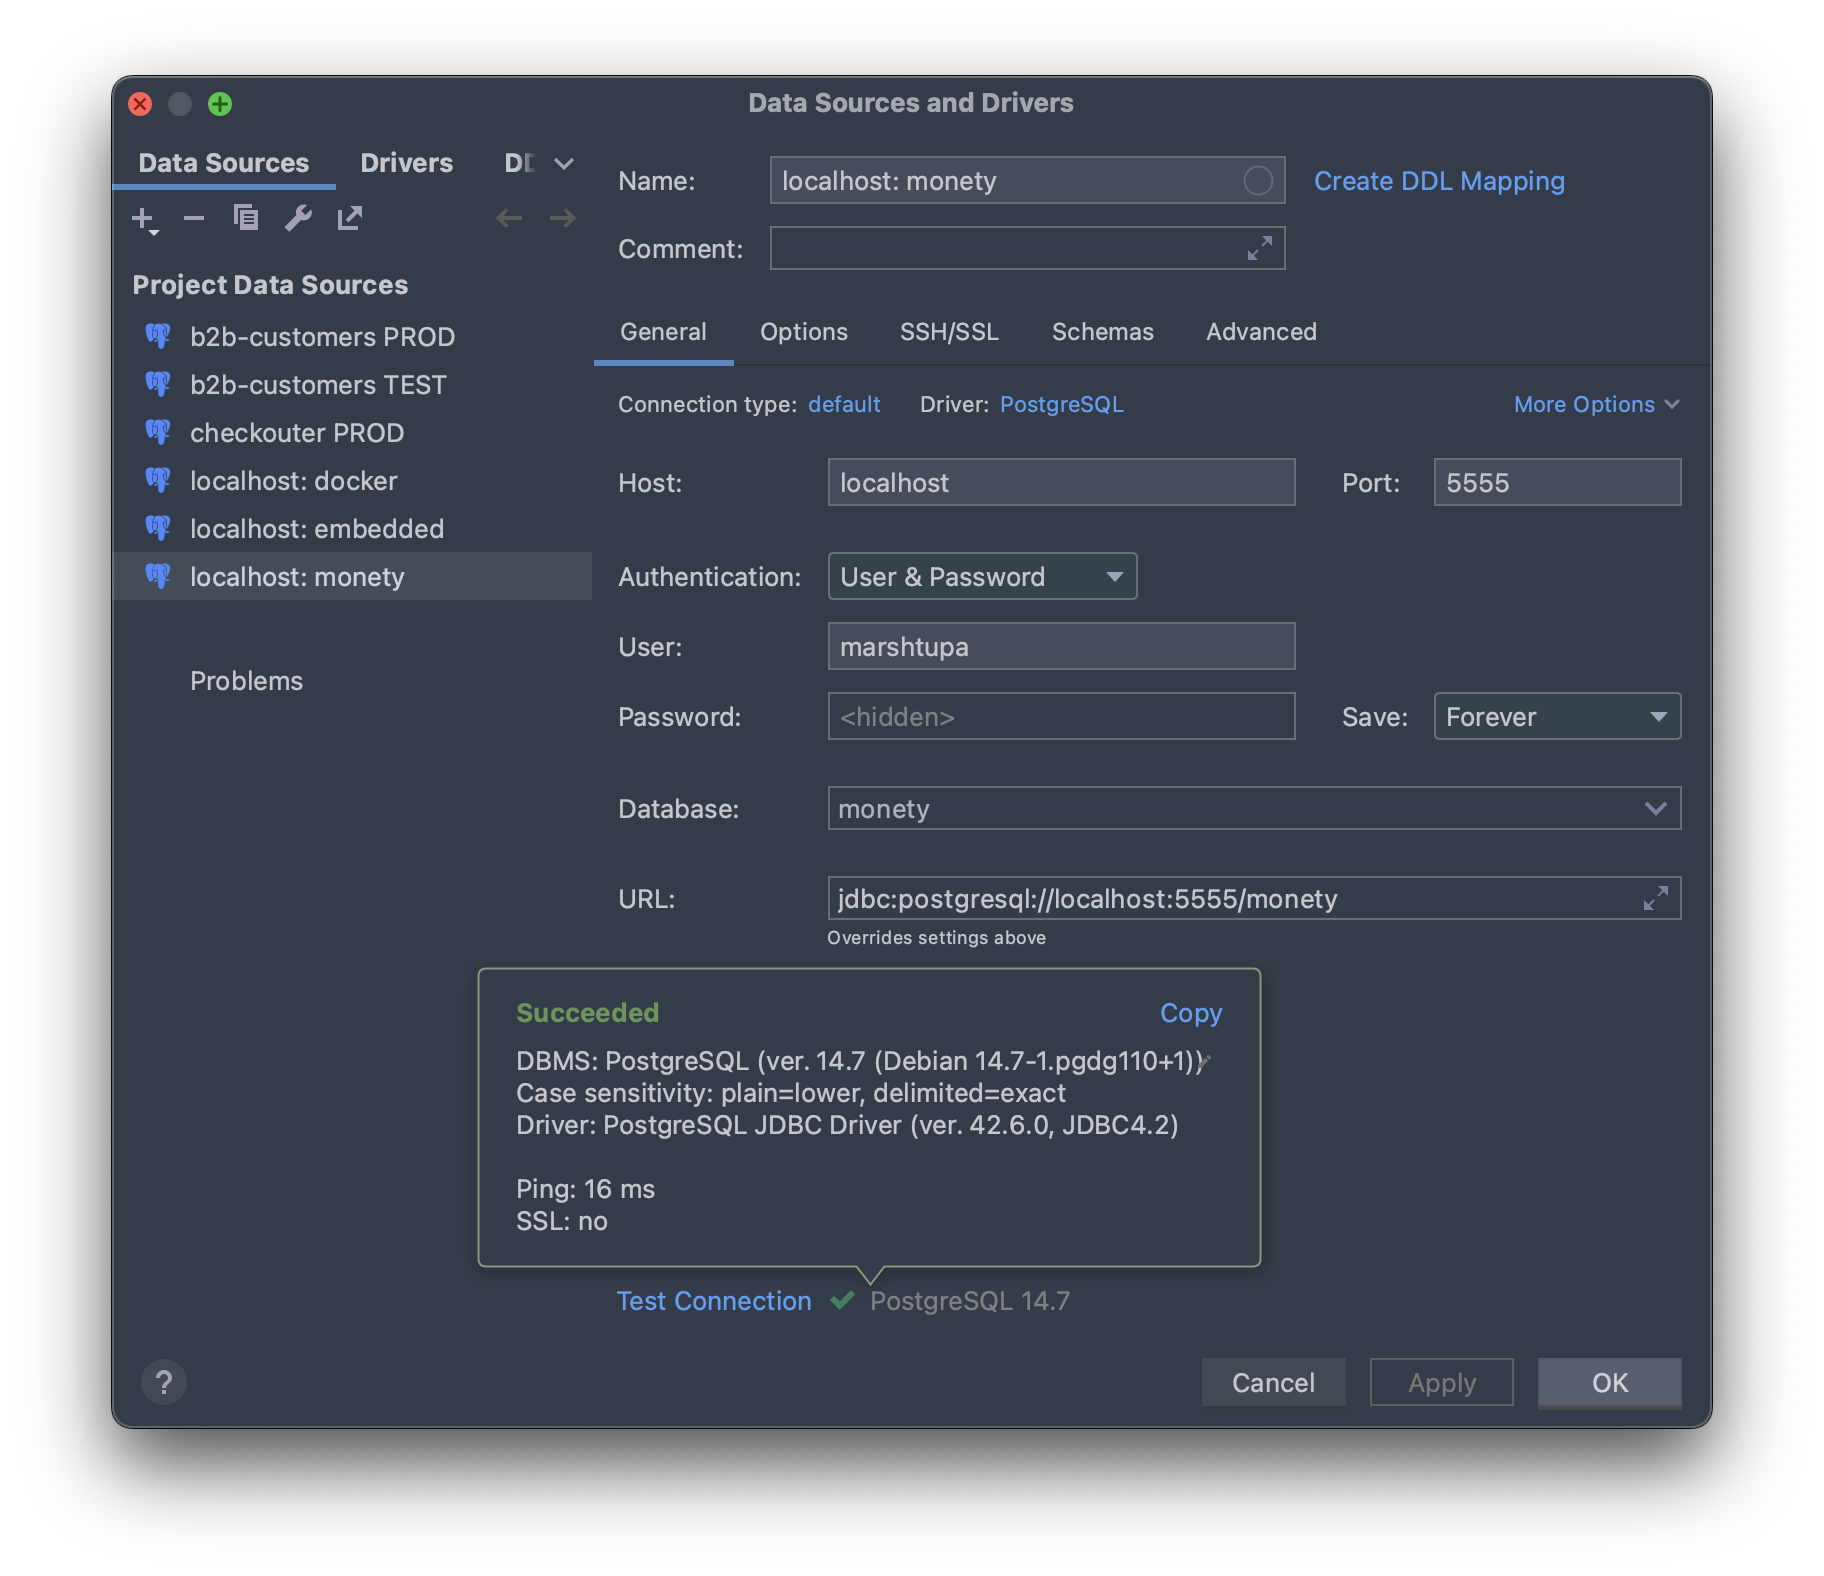 Data Sources and Drivers
Data Sources Drivers
Project Data Sources
b2b-customers PROD
b2b-customers TEST
checkouter PROD
localhost: docker
localhost: embedded
localhost: monety
Problems
Name: localhost: monety Create DDL Mapping
Comment:
General Options SSH/SSL Schemas Advanced
Connection type: default Driver: PostgreSQL More Options
Host: localhost Port: 5555
Authentication: User & Password
User: marshtupa
Password: <hidden> Save: Forever
Database: monety
URL: jdbc:postgresql://localhost:5555/monety
Overrides settings above
Succeeded Copy
DBMS: PostgreSQL (ver. 14.7 (Debian 14.7-1.pgdg110+1))
Case sensitivity: plain=lower, delimited=exact
Driver: PostgreSQL JDBC Driver (ver. 42.6.0, JDBC4.2)
Ping: 16 ms
SSL: no
Test Connection PostgreSQL 14.7
? Cancel Apply OK